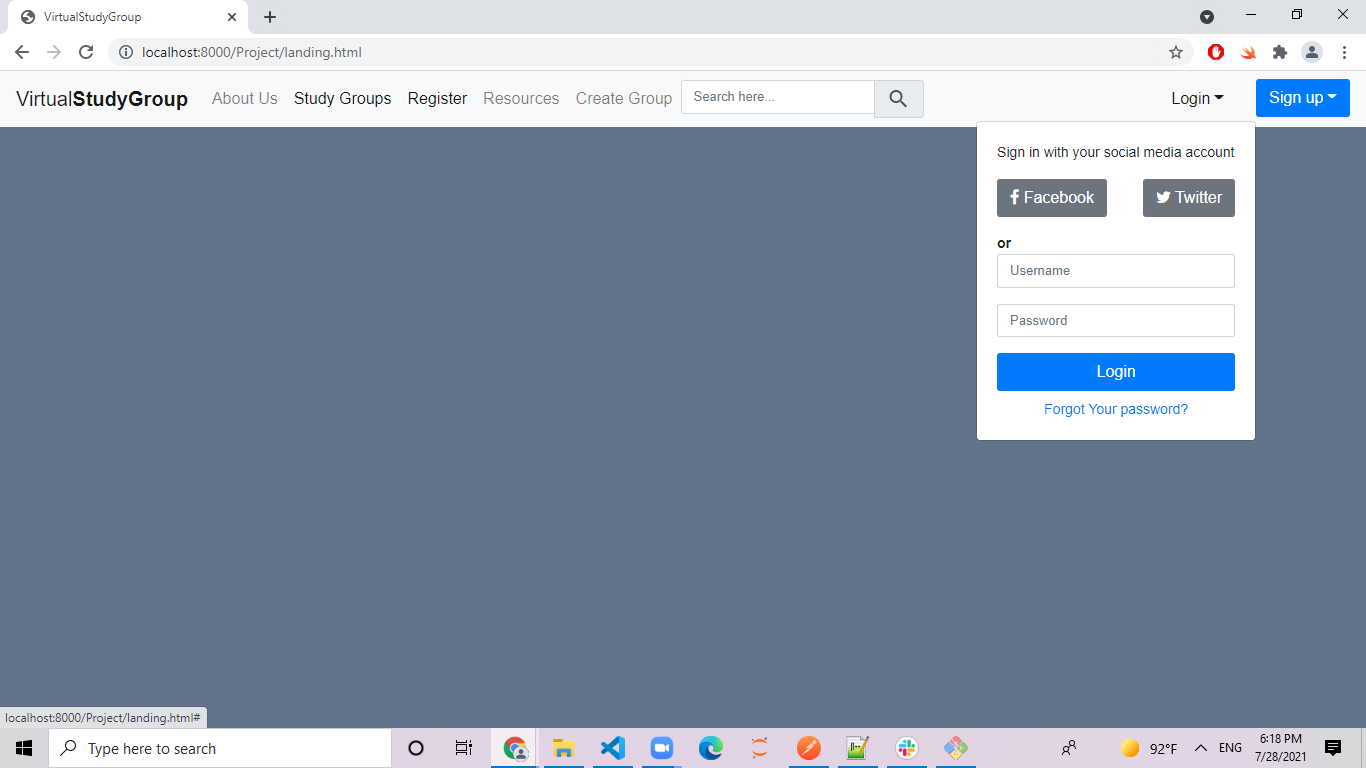 VirtualStudyGroup
localhost:8000/Project/landing.html
VirtualStudyGroup About Us Study Groups Register Resources Create Group Search here... Login Sign up
Sign in with your social media account
Facebook Twitter
or
Username
Password
Login
Forgot Your password?
localhost:8000/Project/landing.html#
Type here to search
92°F ENG
6:18 PM
7/28/2021